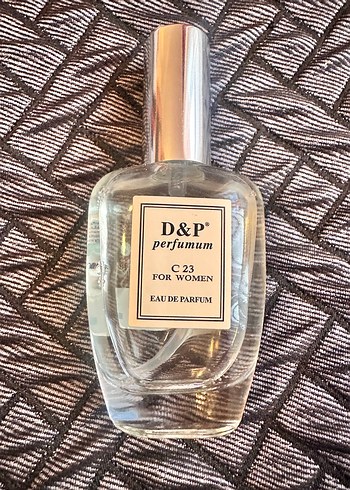 D&P®
perfumum
C 23
FOR WOMEN
EAU DE PARFUM